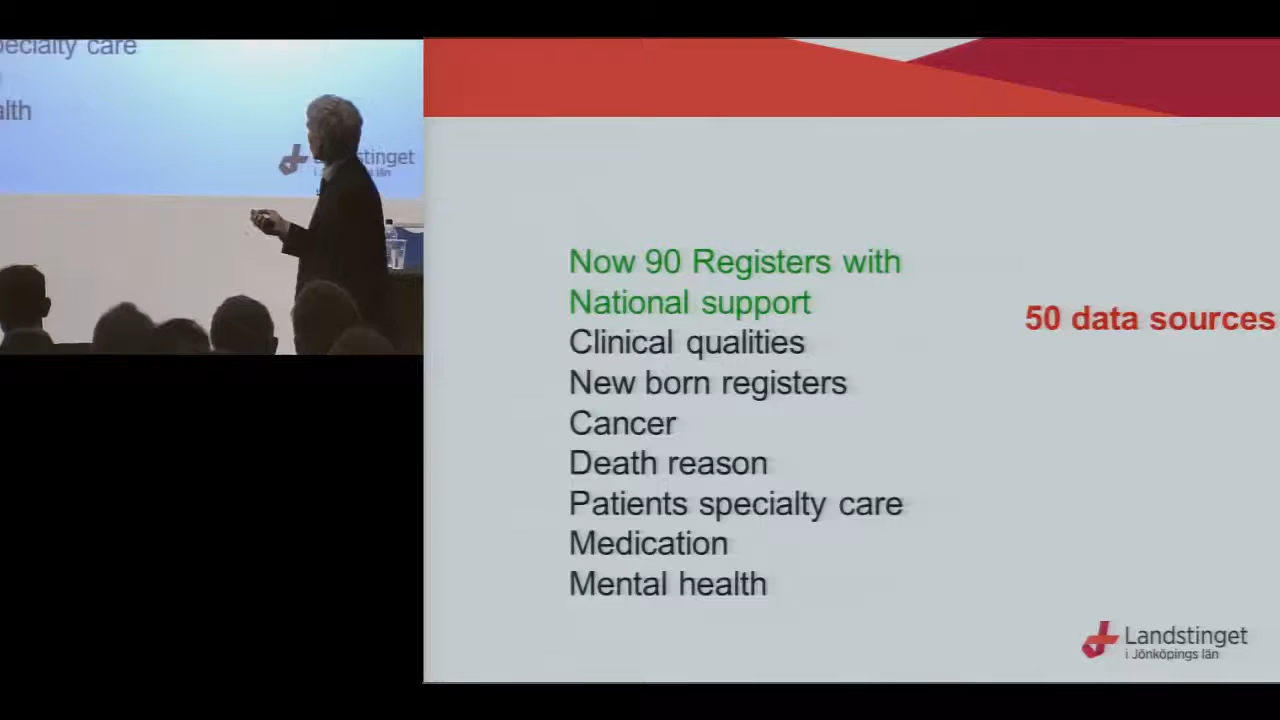 pecialty care
alth
Landstinget
i J s län
Now 90 Registers with
National support
Clinical qualities
New born registers
Cancer
Death reason
Patients specialty care
Medication
Mental health
50 data sources
Landstinget
i Jönköpings län